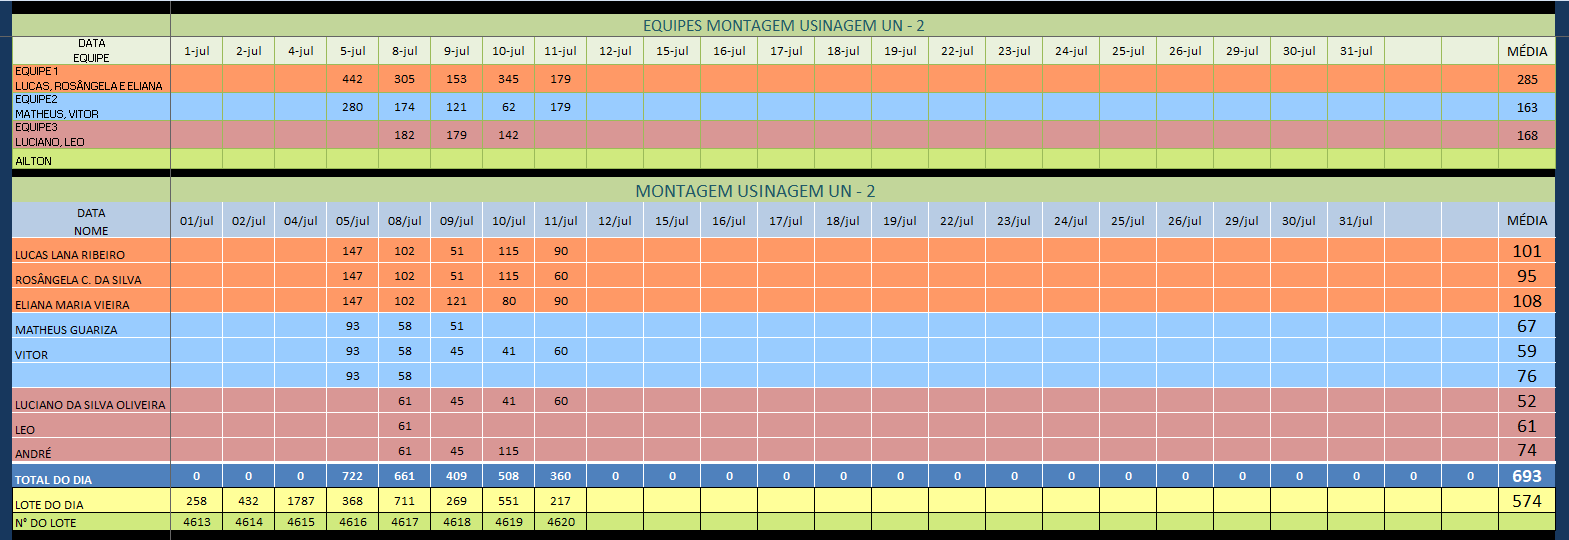 EQUIPES MONTAGEM USINAGEM UN - 2
DATA
EQUIPE 1-jul 2-jul 4-jul 5-jul 8-jul 9-jul 10-jul 11-jul 12-jul 15-jul 16-jul 17-jul 18-jul 19-jul 22-jul 23-jul 24-jul 25-jul 26-jul 29-jul 30-jul 31-jul MÉDIA
EQUIPE 1
LUCAS, ROSÂNGELA E ELIANA 442 305 153 345 179 285
EQUIPE2
MATHEUS, VITOR 280 174 121 62 179 163
EQUIPE3
LUCIANO, LEO 182 179 142 168
AILTON
MONTAGEM USINAGEM UN - 2
DATA
NOME 01/jul 02/jul 04/jul 05/jul 08/jul 09/jul 10/jul 11/jul 12/jul 15/jul 16/jul 17/jul 18/jul 19/jul 22/jul 23/jul 24/jul 25/jul 26/jul 29/jul 30/jul 31/jul MÉDIA
LUCAS LANA RIBEIRO 147 102 51 115 90 101
ROSÂNGELA C. DA SILVA 147 102 51 115 60 95
ELIANA MARIA VIEIRA 147 102 121 80 90 108
MATHEUS GUARIZA 93 58 51 67
VITOR 93 58 45 41 60 59
93 58 76
LUCIANO DA SILVA OLIVEIRA 61 45 41 60 52
LEO 61 61
ANDRÉ 61 45 115 74
TOTAL DO DIA 0 0 0 722 661 409 508 360 0 0 0 0 0 0 0 0 0 0 0 0 0 0 0 0 693
LOTE DO DIA 258 432 1787 368 711 269 551 217 574
N° DO LOTE 4613 4614 4615 4616 4617 4618 4619 4620